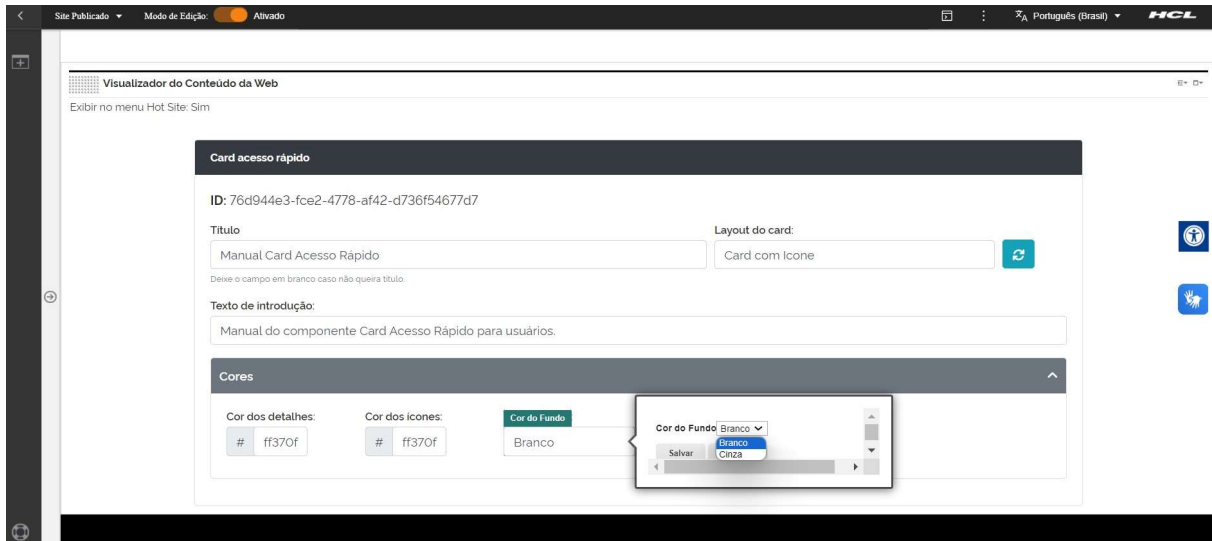 Site Publicado Modo de Edição: Ativado Português (Brasil) HCL
Visualizador do Conteúdo da Web
Exibir no menu Hot Site: Sim
Card acesso rápido
ID: 76d944e3-fce2-4778-af42-d736f54677d7
Título Layout do card:
Manual Card Acesso Rápido Card com Icone
Deixe o campo em branco caso não queira título.
Texto de introdução:
Manual do componente Card Acesso Rápido para usuários.
Cores
Cor dos detalhes: Cor dos ícones: Cor do Fundo
# ff370f # ff370f Branco
Cor do Fundo Branco
Branco
Salvar Cinza